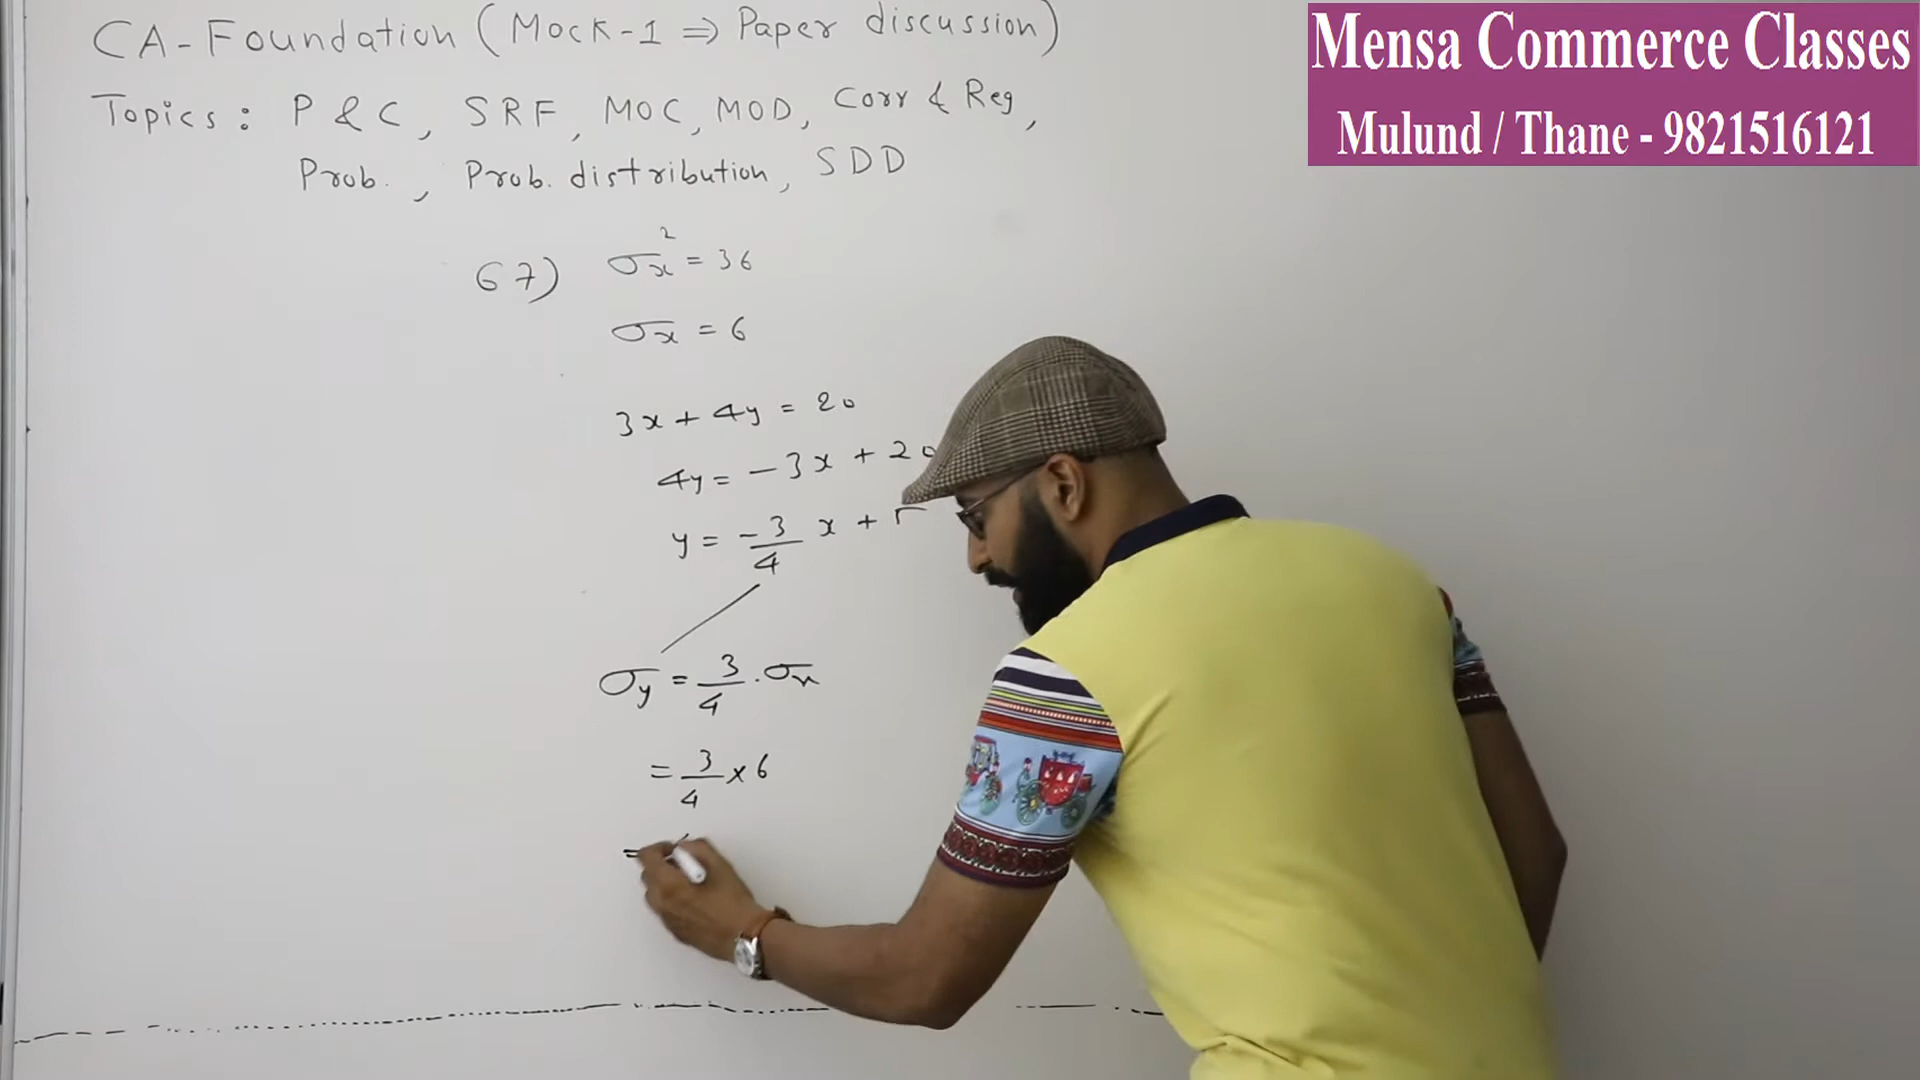 CA-Foundation (Mock-1 ⇒ Paper discussion)
Mensa Commerce Classes
Mulund / Thane - 9821516121
Topics: P & C, SRF, MOC, MOD, Corr & Reg,
Prob., Prob. distribution, SDD
67) σx² = 36
σx = 6
3x + 4y = 20
4y = -3x + 20
y = -3/4 x +
σy = 3/4 . σx
= 3/4 × 6
=